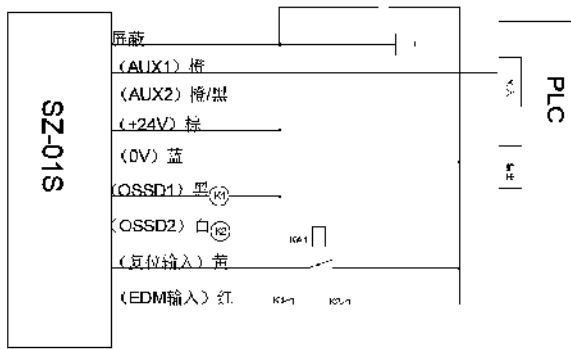 屏蔽
(AUX1) 橙
(AUX2) 橙/黑
(+24V) 棕
(0V) 蓝
(OSSD1) 黑 K1
(OSSD2) 白 K2
(复位输入) 黄
(EDM输入) 红
SZ-01S
PLC